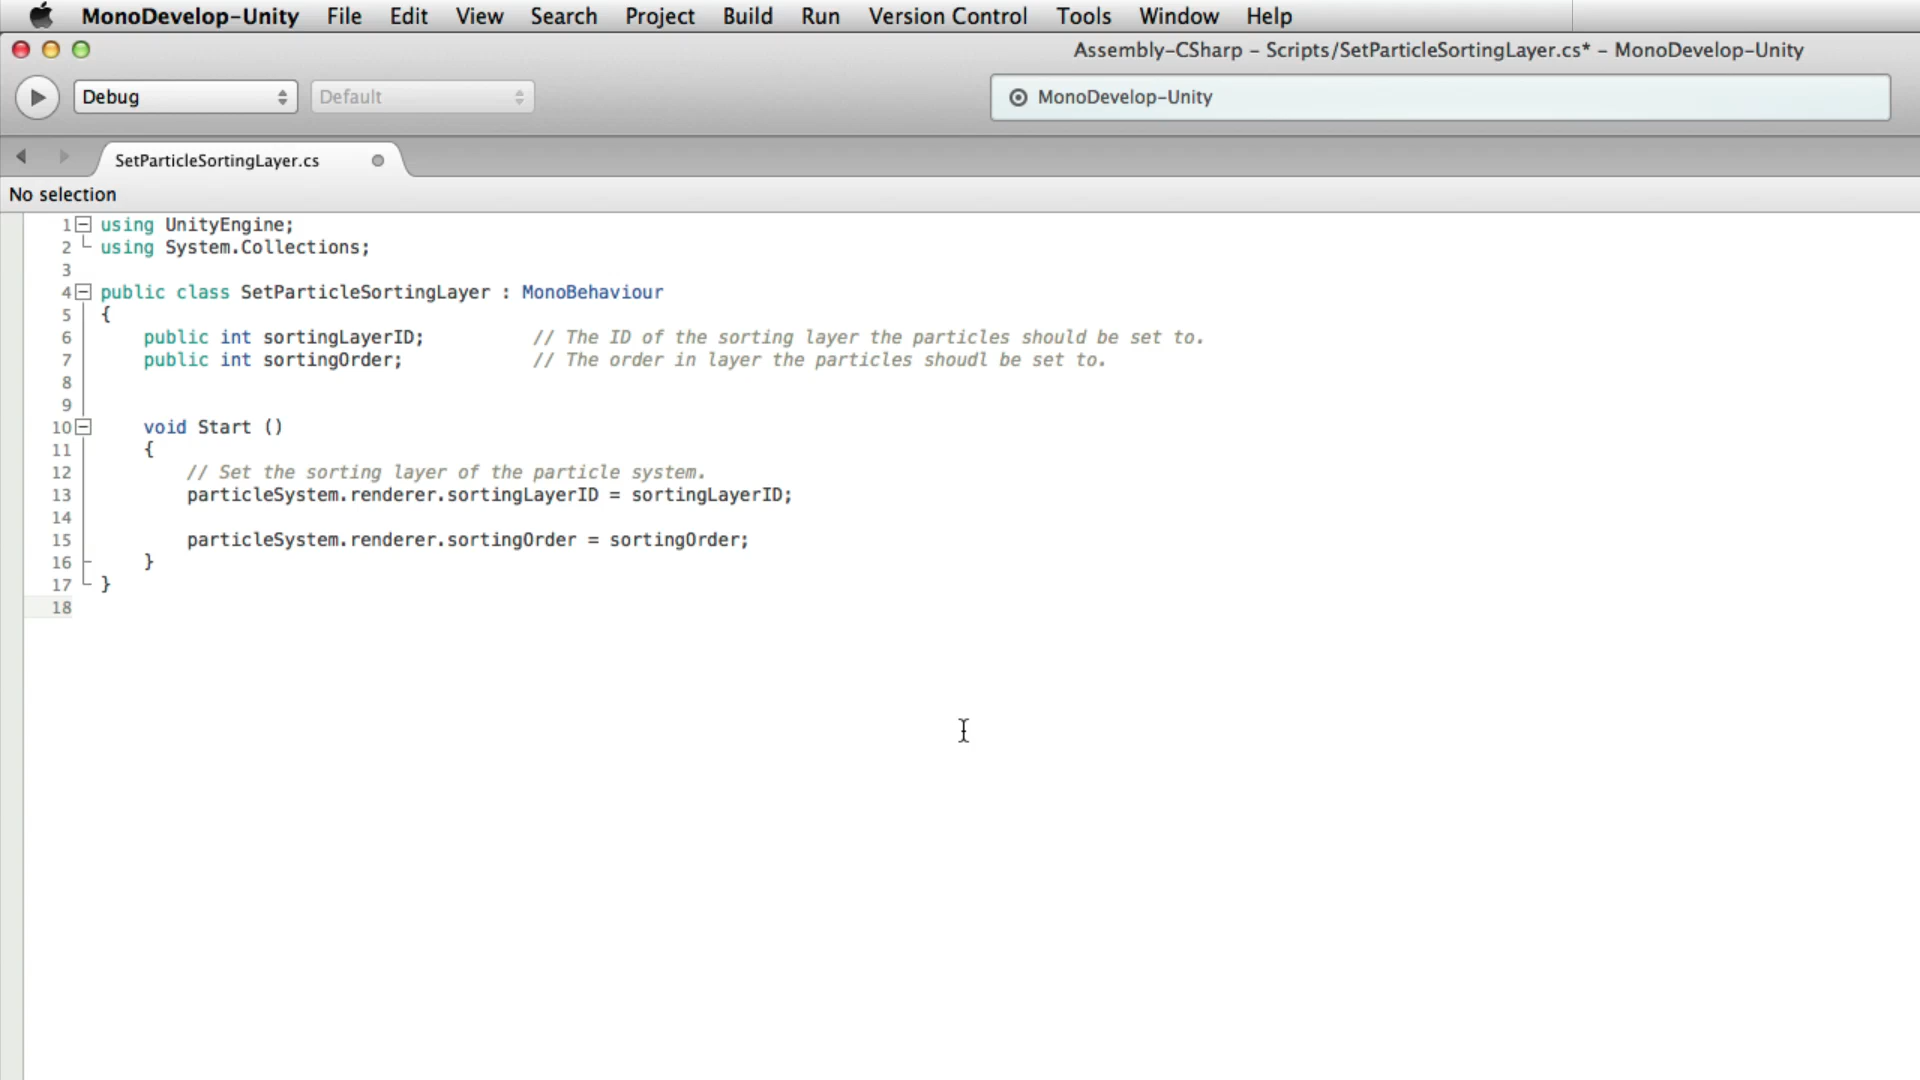 MonoDevelop-Unity File Edit View Search Project Build Run Version Control Tools Window Help
Assembly-CSharp – Scripts/SetParticleSortingLayer.cs* – MonoDevelop-Unity
Debug Default MonoDevelop-Unity
SetParticleSortingLayer.cs
No selection
1 using UnityEngine;
2 using System.Collections;
3
4 public class SetParticleSortingLayer : MonoBehaviour
5 {
6 public int sortingLayerID; // The ID of the sorting layer the particles should be set to.
7 public int sortingOrder; // The order in layer the particles shoudl be set to.
8
9
10 void Start ()
11 {
12 // Set the sorting layer of the particle system.
13 particleSystem.renderer.sortingLayerID = sortingLayerID;
14
15 particleSystem.renderer.sortingOrder = sortingOrder;
16 }
17 }
18